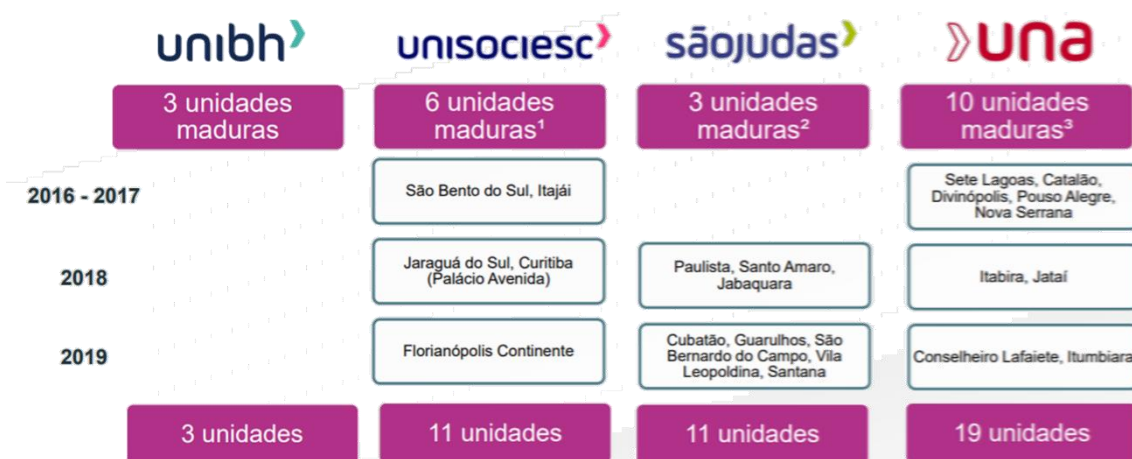 unibh
unisociesc
sãojudas
una
3 unidades
maduras
6 unidades
maduras¹
3 unidades
maduras²
10 unidades
maduras³
2016 - 2017
São Bento do Sul, Itajái
Sete Lagoas, Catalão,
Divinópolis, Pouso Alegre,
Nova Serrana
2018
Jaraguá do Sul, Curitiba
(Palácio Avenida)
Paulista, Santo Amaro,
Jabaquara
Itabira, Jataí
2019
Florianópolis Continente
Cubatão, Guarulhos, São
Bernardo do Campo, Vila
Leopoldina, Santana
Conselheiro Lafaiete, Itumbiara
3 unidades
11 unidades
11 unidades
19 unidades